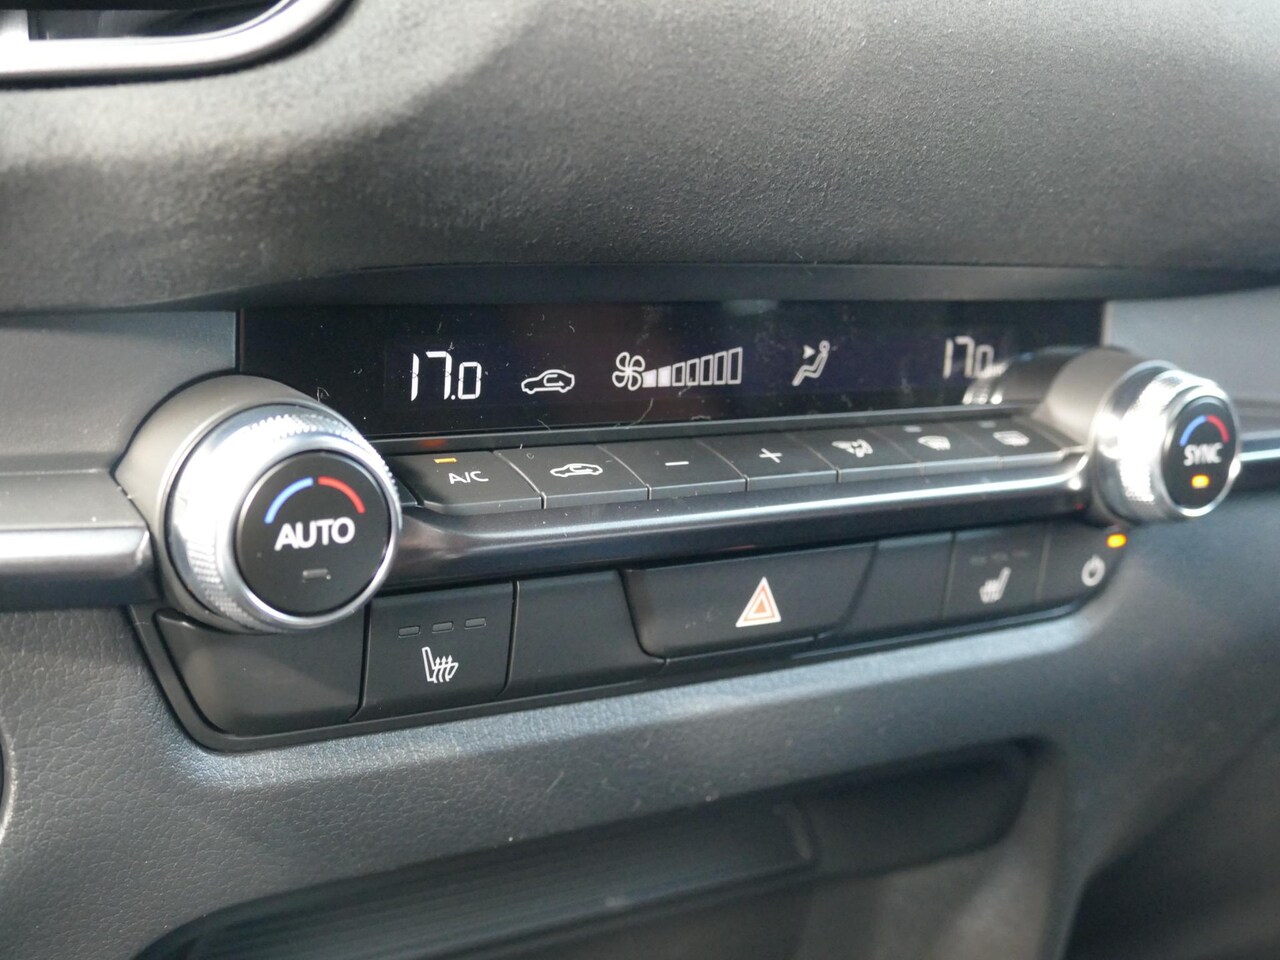 17.0 17.0
A/C - +
AUTO
SYNC